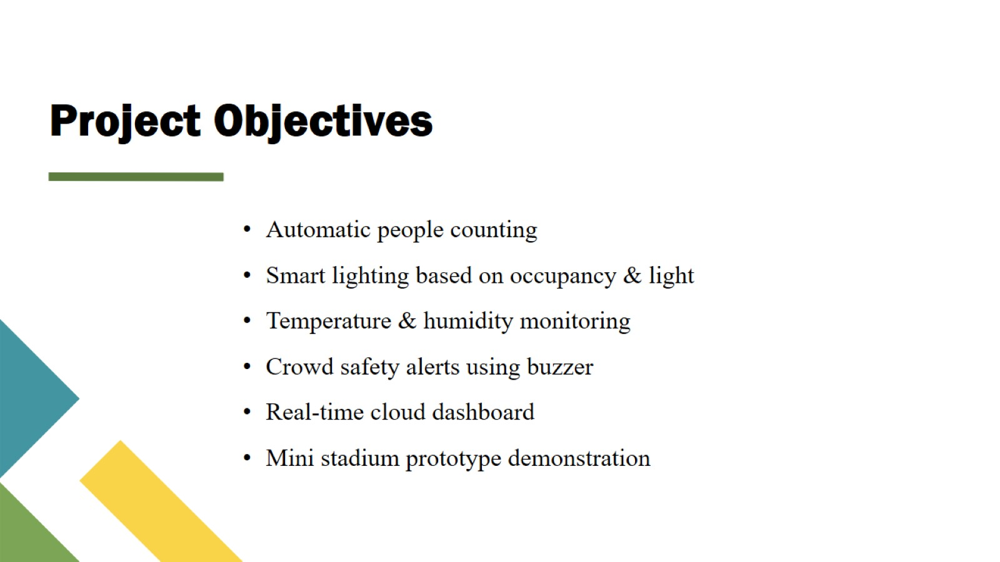 Project Objectives
• Automatic people counting
• Smart lighting based on occupancy & light
• Temperature & humidity monitoring
• Crowd safety alerts using buzzer
• Real-time cloud dashboard
• Mini stadium prototype demonstration